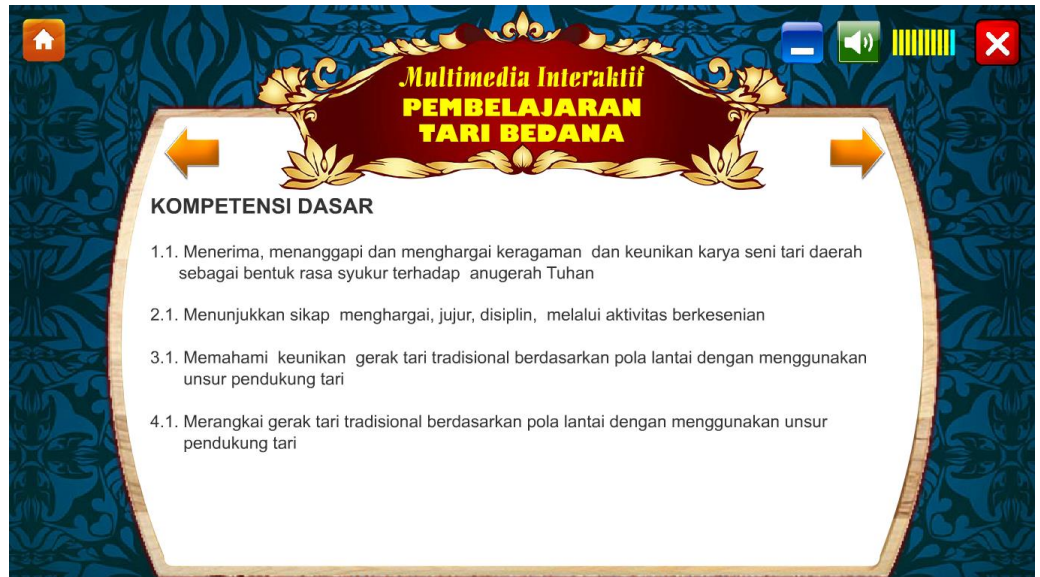 Multimedia Interaktif
PEMBELAJARAN
TARI BEDANA
KOMPETENSI DASAR
1.1. Menerima, menanggapi dan menghargai keragaman dan keunikan karya seni tari daerah
sebagai bentuk rasa syukur terhadap anugerah Tuhan
2.1. Menunjukkan sikap menghargai, jujur, disiplin, melalui aktivitas berkesenian
3.1. Memahami keunikan gerak tari tradisional berdasarkan pola lantai dengan menggunakan
unsur pendukung tari
4.1. Merangkai gerak tari tradisional berdasarkan pola lantai dengan menggunakan unsur
pendukung tari